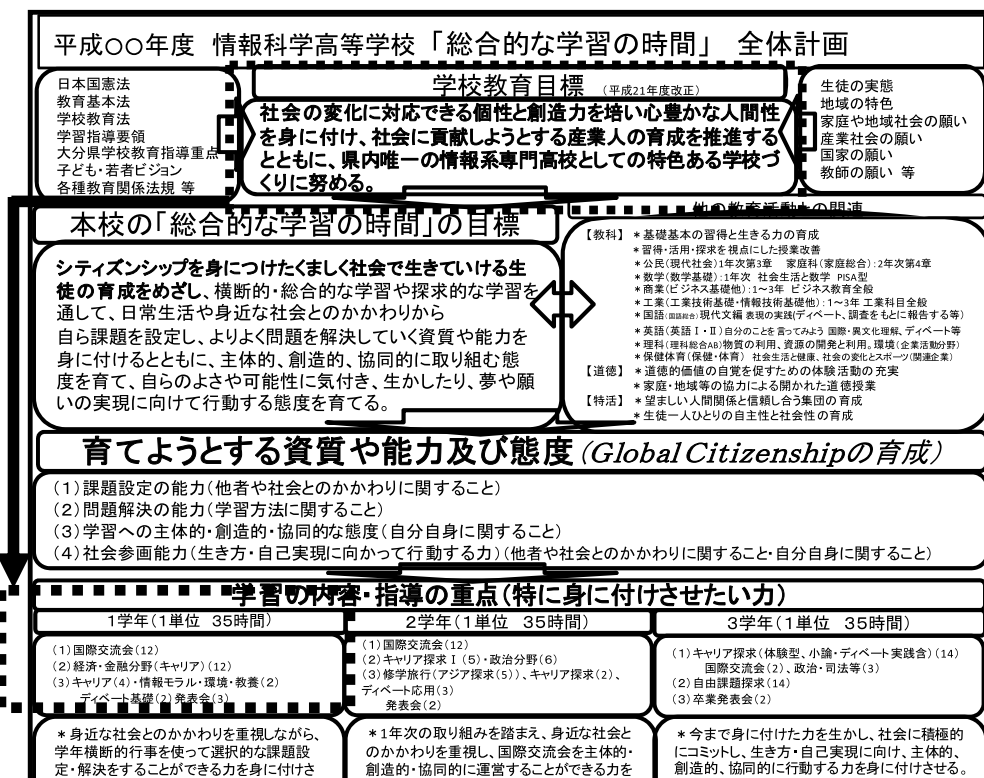 平成○○年度 情報科学高等学校 「総合的な学習の時間」 全体計画
日本国憲法
教育基本法
学校教育法
学習指導要領
大分県学校教育指導重点
子ども・若者ビジョン
各種教育関係法規 等
学校教育目標 (平成21年度改正)
社会の変化に対応できる個性と創造力を培い心豊かな人間性
を身に付け、社会に貢献しようとする産業人の育成を推進する
とともに、県内唯一の情報系専門高校としての特色ある学校づ
くりに努める。
生徒の実態
地域の特色
家庭や地域社会の願い
産業社会の願い
国家の願い
教師の願い 等
本校の「総合的な学習の時間」の目標
シティズンシップを身につけたくましく社会で生きていける生
徒の育成をめざし、横断的・総合的な学習や探求的な学習を
通して、日常生活や身近な社会とのかかわりから
自ら課題を設定し、よりよく問題を解決していく資質や能力を
身に付けるとともに、主体的、創造的、協同的に取り組む態
度を育て、自らのよさや可能性に気付き、生かしたり、夢や願
いの実現に向けて行動する態度を育てる。
他の教育活動との関連
【教科】 *基礎基本の習得と生きる力の育成
*習得・活用・探求を視点にした授業改善
*公民(現代社会)1年次第3章 家庭科(家庭総合):2年次第4章
*数学(数学基礎):1年次 社会生活と数学 PISA型
*商業(ビジネス基礎他):1~3年 ビジネス教育全般
*工業(工業技術基礎・情報技術基礎他):1~3年 工業科目全般
*国語(国語総合)現代文編 表現の実践(ディベート、調査をもとに報告する等)
*英語(英語Ⅰ・Ⅱ)自分のことを言ってみよう 国際・異文化理解、ディベート等
*理科(理科総合AB)物質の利用、資源の開発と利用。環境(企業活動分野)
*保健体育(保健・体育) 社会生活と健康、社会の変化とスポーツ(関連企業)
【道徳】 *道徳的価値の自覚を促すための体験活動の充実
*家庭・地域等の協力による開かれた道徳授業
【特活】 *望ましい人間関係と信頼し合う集団の育成
*生徒一人ひとりの自主性と社会性の育成
育てようとする資質や能力及び態度(Global Citizenshipの育成)
(1)課題設定の能力(他者や社会とのかかわりに関すること)
(2)問題解決の能力(学習方法に関すること)
(3)学習への主体的・創造的・協同的な態度(自分自身に関すること)
(4)社会参画能力(生き方・自己実現に向かって行動する力)(他者や社会とのかかわりに関すること・自分自身に関すること)
学習の内容・指導の重点(特に身に付けさせたい力)
1学年(1単位 35時間)
(1)国際交流会(12)
(2)経済・金融分野(キャリア)(12)
(3)キャリア(4)・情報モラル・環境・教養(2)
ディベート基礎(2)発表会(3)
*身近な社会とのかかわりを重視しながら、
学年横断的行事を使って選択的な課題設
定・解決をすることができる力を身に付けさ
2学年(1単位 35時間)
(1)国際交流会(12)
(2)キャリア探求Ⅰ(5)・政治分野(6)
(3)修学旅行(アジア探求(5))、キャリア探求(2)、
ディベート応用(3)
発表会(2)
*1年次の取り組みを踏まえ、身近な社会と
のかかわりを重視し、国際交流会を主体的・
創造的・協同的に運営することができる力を
3学年(1単位 35時間)
(1)キャリア探求(体験型、小論・ディベート実践含)(14)
国際交流会(2)、政治・司法等(3)
(2)自由課題探求(14)
(3)卒業発表会(2)
*今まで身に付けた力を生かし、社会に積極的
にコミットし、生き方・自己実現に向け、主体的、
創造的、協同的に行動する力を身に付けさせる。